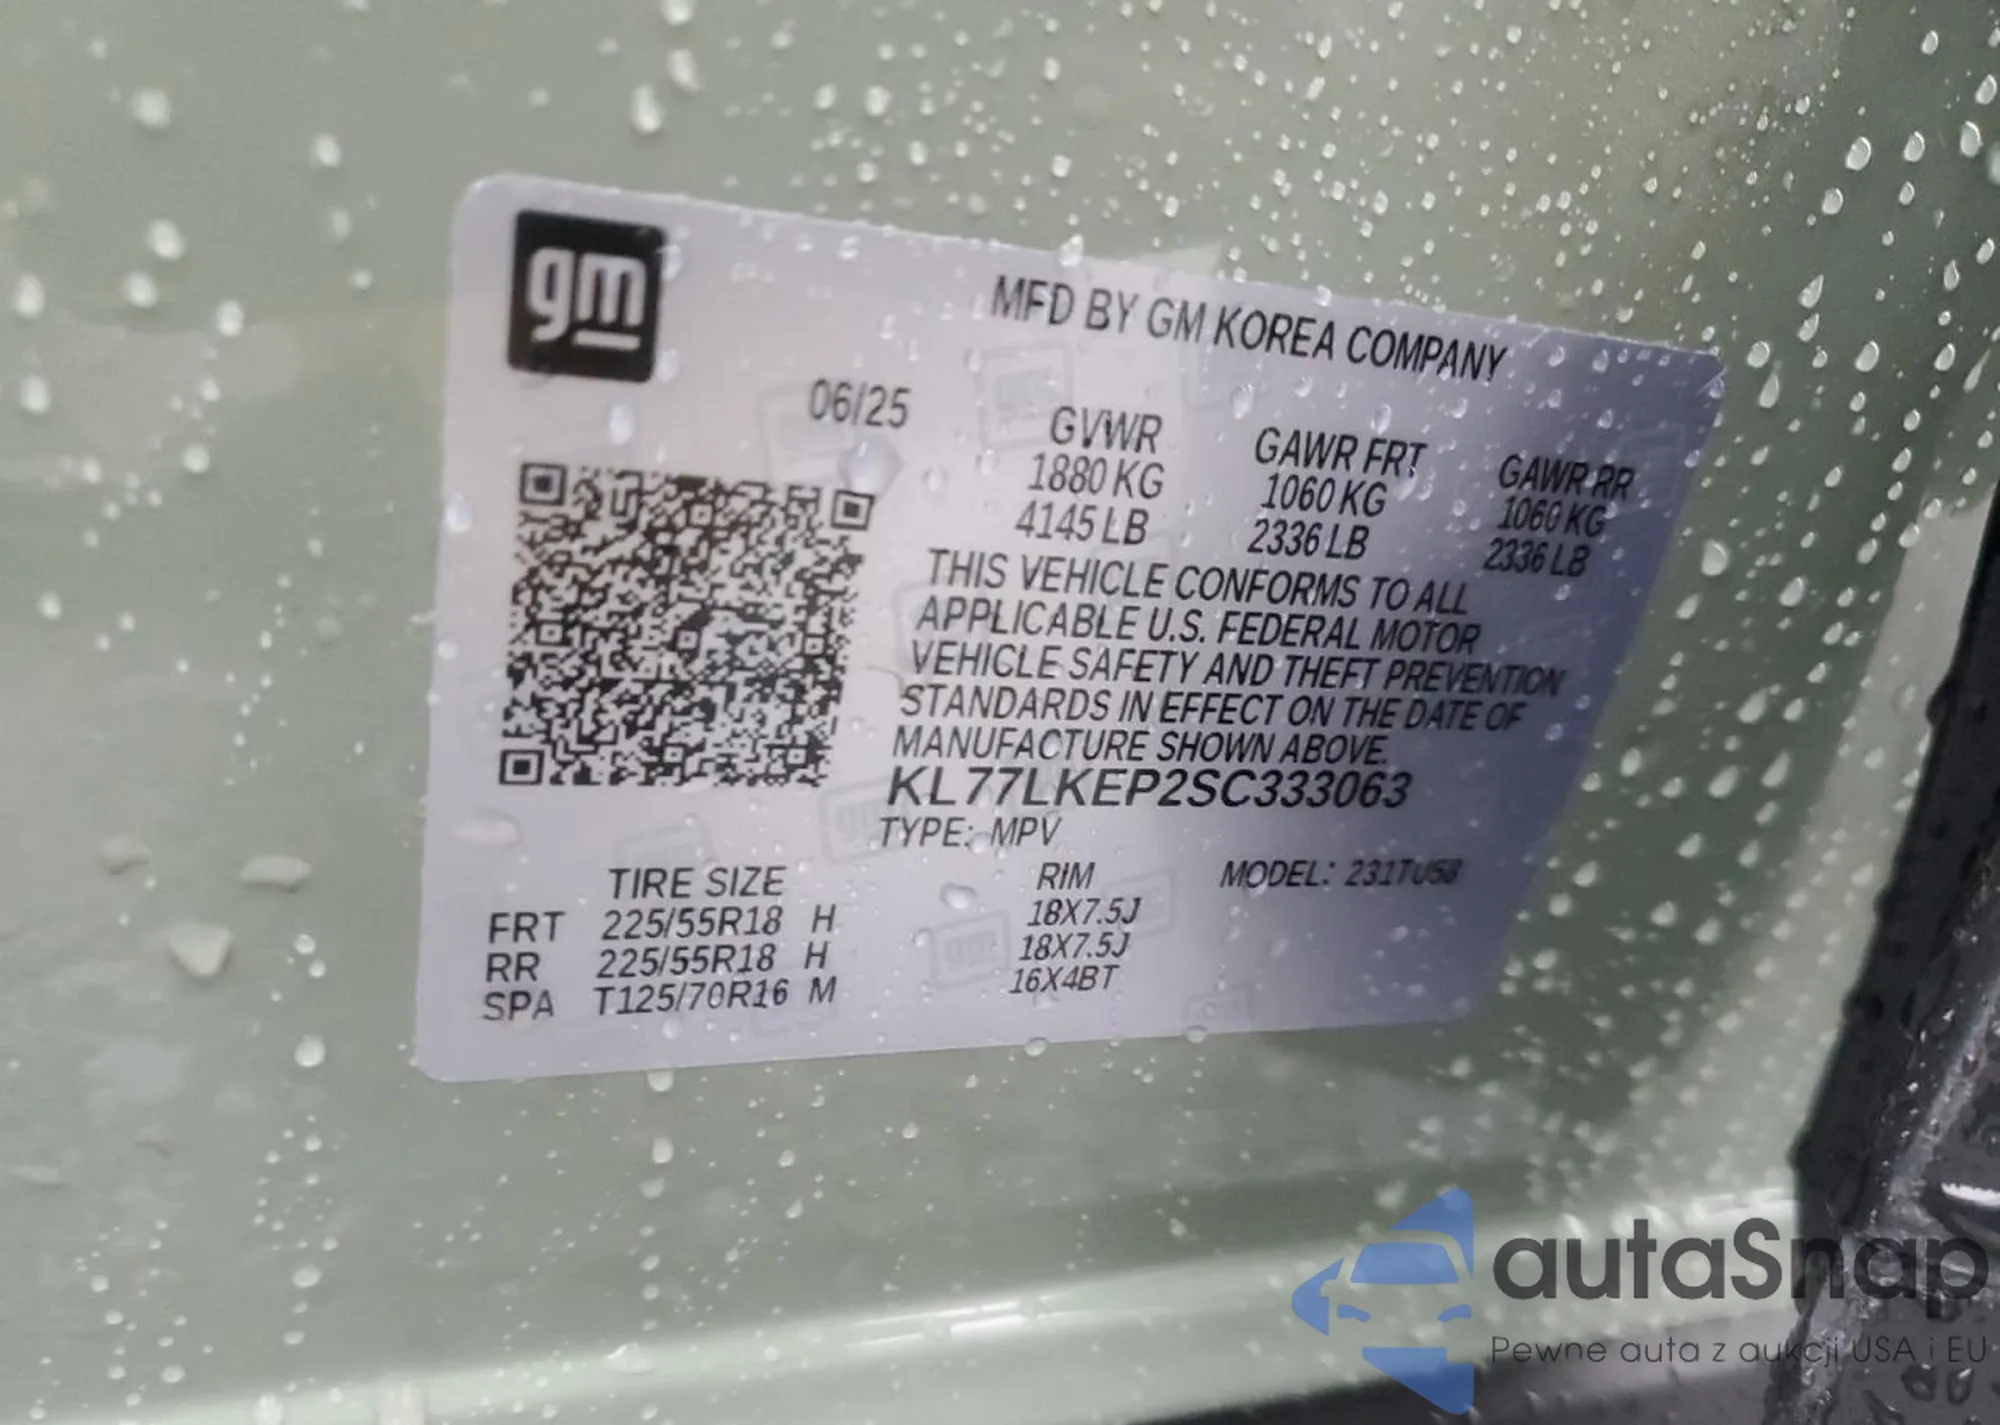 gm
MFD BY GM KOREA COMPANY
06/25
GVWR GAWR FRT GAWR RR
1880 KG 1060 KG 1060 KG
4145 LB 2336 LB 2336 LB
THIS VEHICLE CONFORMS TO ALL
APPLICABLE U.S. FEDERAL MOTOR
VEHICLE SAFETY AND THEFT PREVENTION
STANDARDS IN EFFECT ON THE DATE OF
MANUFACTURE SHOWN ABOVE.
KL77LKEP2SC333063
TYPE: MPV
TIRE SIZE RIM MODEL: 231TU58
FRT 225/55R18 H 18X7.5J
RR 225/55R18 H 18X7.5J
SPA T125/70R16 M 16X4BT
autaSnap
Pewne auta z aukcji USA i EU